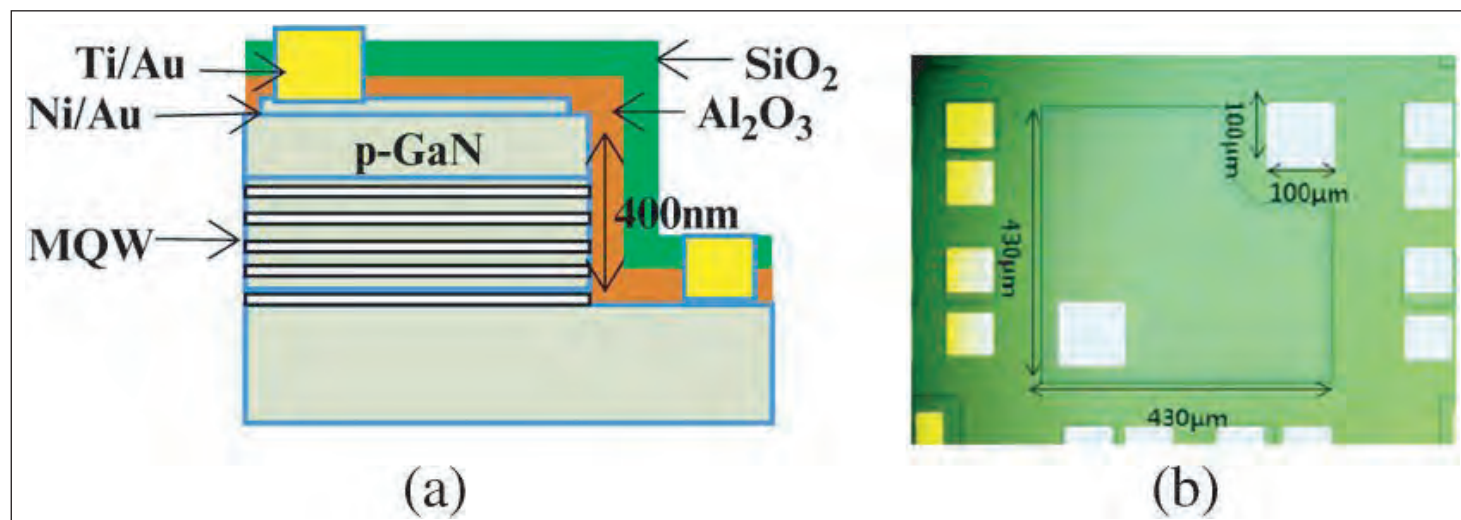 Ti/Au
SiO₂
Ni/Au
Al₂O₃
p-GaN
400nm
MQW
100μm
100μm
430μm
430μm
(a)
(b)